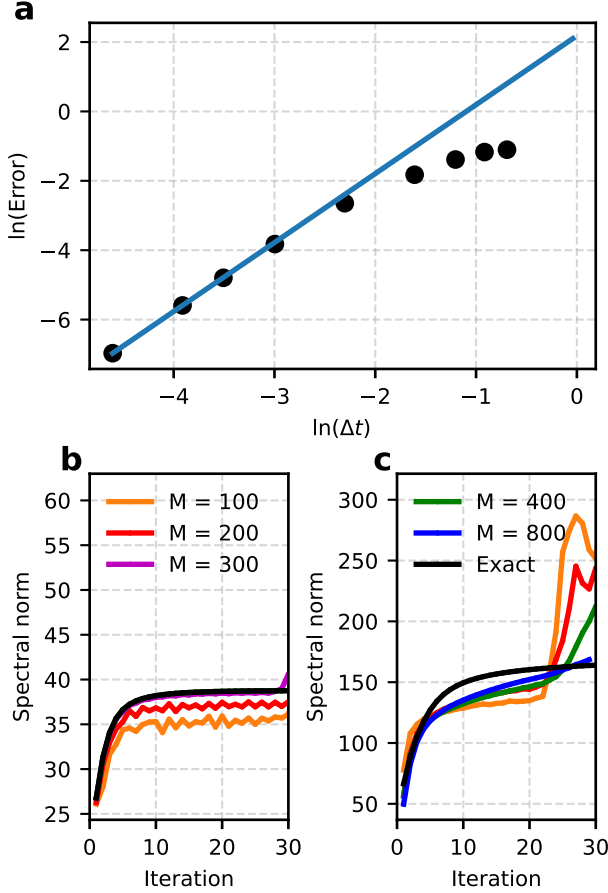 a
2
0
−2
−4
−6
ln(Error)
−4 −3 −2 −1 0
ln(Δt)
b
60
55
50
45
40
35
30
25
Spectral norm
M = 100
M = 200
M = 300
0 10 20 30
Iteration
c
300
250
200
150
100
50
Spectral norm
M = 400
M = 800
Exact
0 10 20 30
Iteration